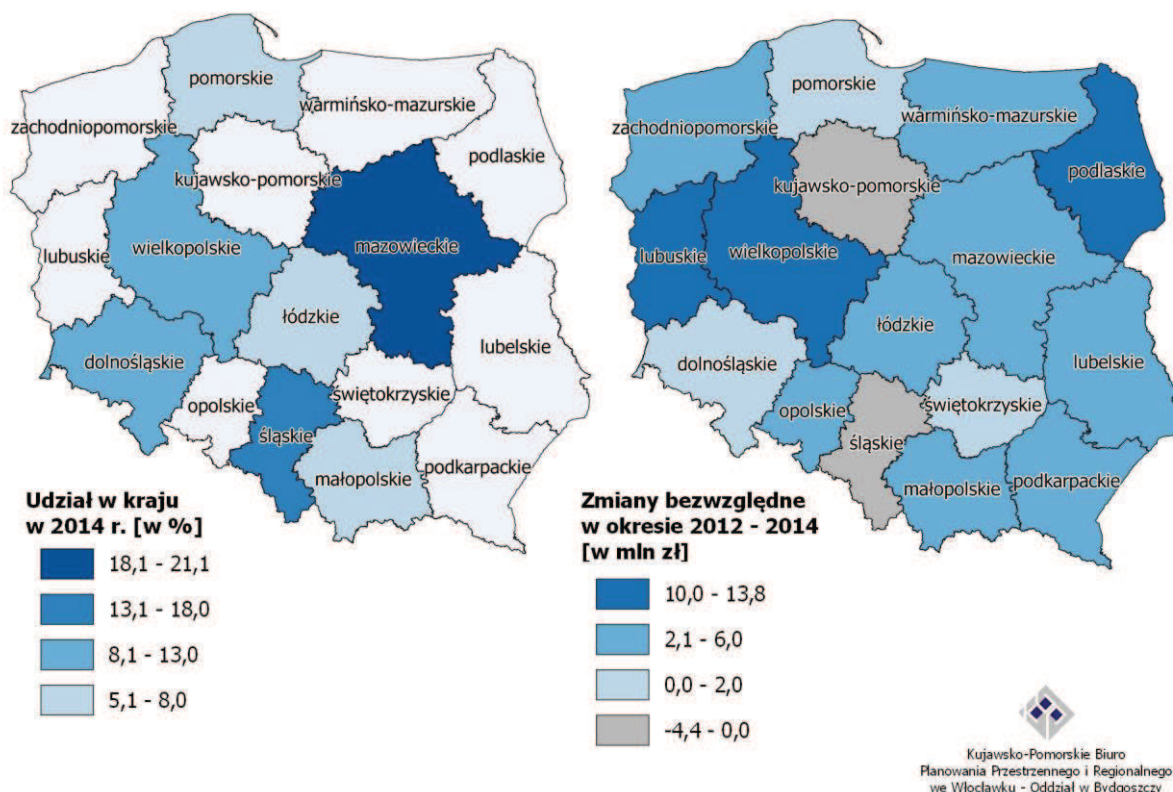 pomorskie
warmińsko-mazurskie
zachodniopomorskie
podlaskie
kujawsko-pomorskie
mazowieckie
wielkopolskie
lubuskie
łódzkie
lubelskie
dolnośląskie
opolskie
świętokrzyskie
śląskie
podkarpackie
małopolskie
Udział w kraju
w 2014 r. [w %]
18,1 - 21,1
13,1 - 18,0
8,1 - 13,0
5,1 - 8,0
pomorskie
zachodniopomorskie
warmińsko-mazurskie
podlaskie
kujawsko-pomorskie
lubuskie
wielkopolskie
mazowieckie
łódzkie
dolnośląskie
lubelskie
opolskie
świętokrzyskie
śląskie
małopolskie
podkarpackie
Zmiany bezwzględne
w okresie 2012 - 2014
[w mln zł]
10,0 - 13,8
2,1 - 6,0
0,0 - 2,0
-4,4 - 0,0
Kujawsko-Pomorskie Biuro
Planowania Przestrzennego i Regionalnego
we Włocławku - Oddział w Bydgoszczy